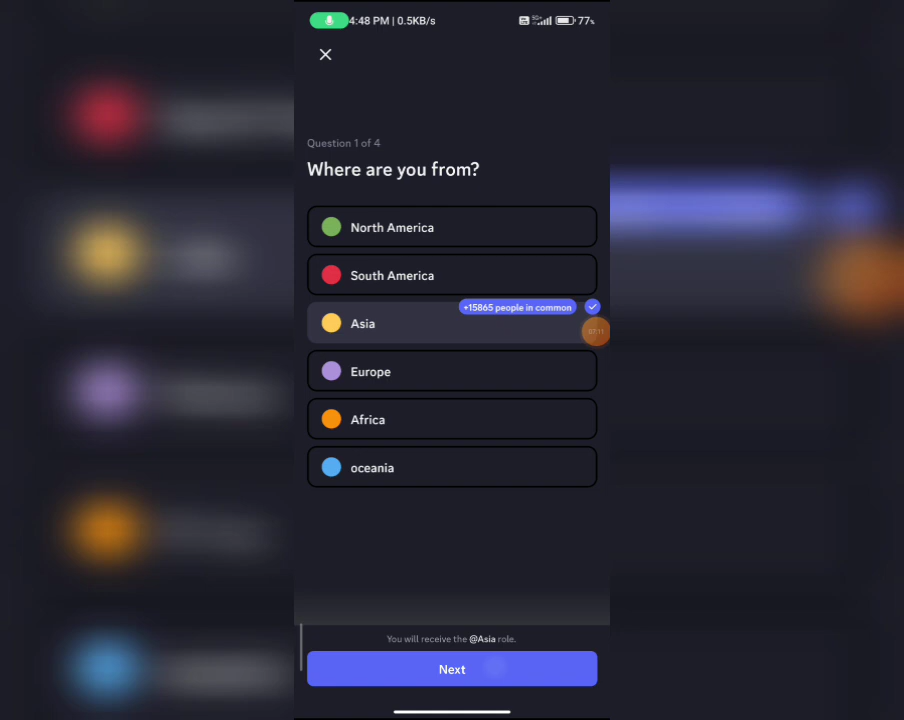 4:48 PM | 0.5KB/s
77%
Question 1 of 4
Where are you from?
North America
South America
+15865 people in common
Asia
Europe
Africa
oceania
You will receive the @Asia role.
Next